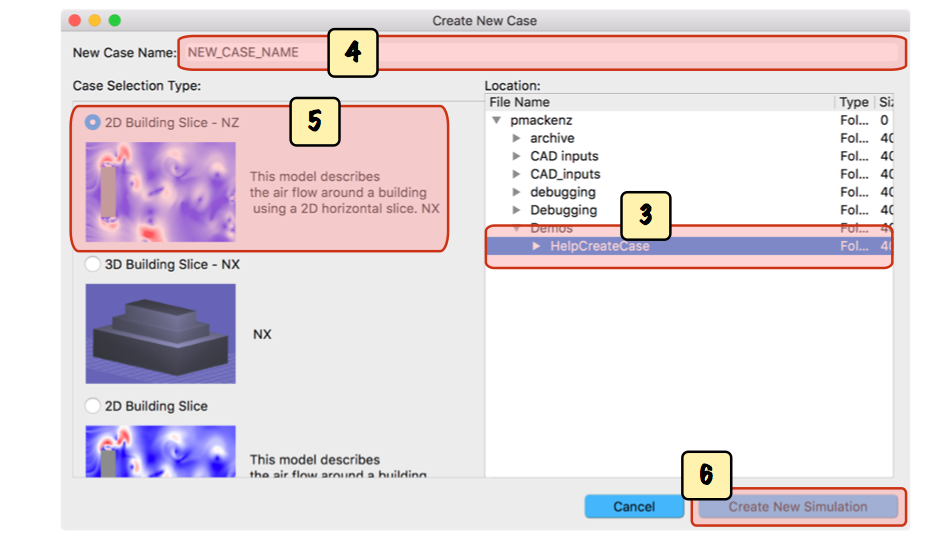 Create New Case
New Case Name: NEW_CASE_NAME
4
Case Selection Type:
5
2D Building Slice - NZ
This model describes
the air flow around a building
using a 2D horizontal slice. NX
3D Building Slice - NX
NX
2D Building Slice
This model describes
the air flow around a building
Location:
File Name Type Siz
pmackenz Fol... 0
archive Fol... 40
CAD inputs Fol... 40
CAD_inputs Fol... 40
debugging Fol... 40
Debugging Fol... 40
3
Demos Fol... 40
HelpCreateCase Fol... 40
6
Cancel
Create New Simulation